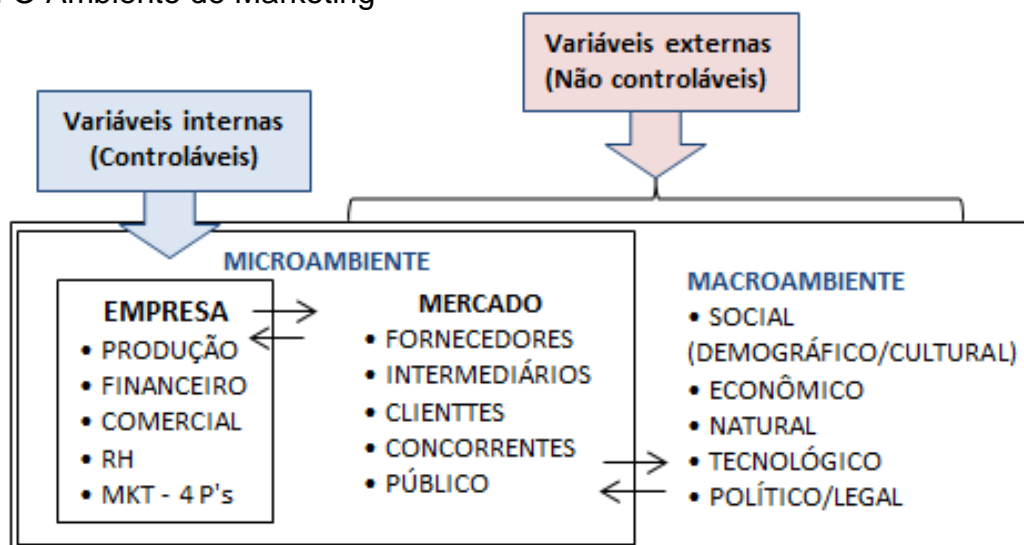 O Ambiente de Marketing
Variáveis externas
(Não controláveis)
Variáveis internas
(Controláveis)
MICROAMBIENTE
EMPRESA
• PRODUÇÃO
• FINANCEIRO
• COMERCIAL
• RH
• MKT - 4 P's
MERCADO
• FORNECEDORES
• INTERMEDIÁRIOS
• CLIENTTES
• CONCORRENTES
• PÚBLICO
MACROAMBIENTE
• SOCIAL
(DEMOGRÁFICO/CULTURAL)
• ECONÔMICO
• NATURAL
• TECNOLÓGICO
• POLÍTICO/LEGAL